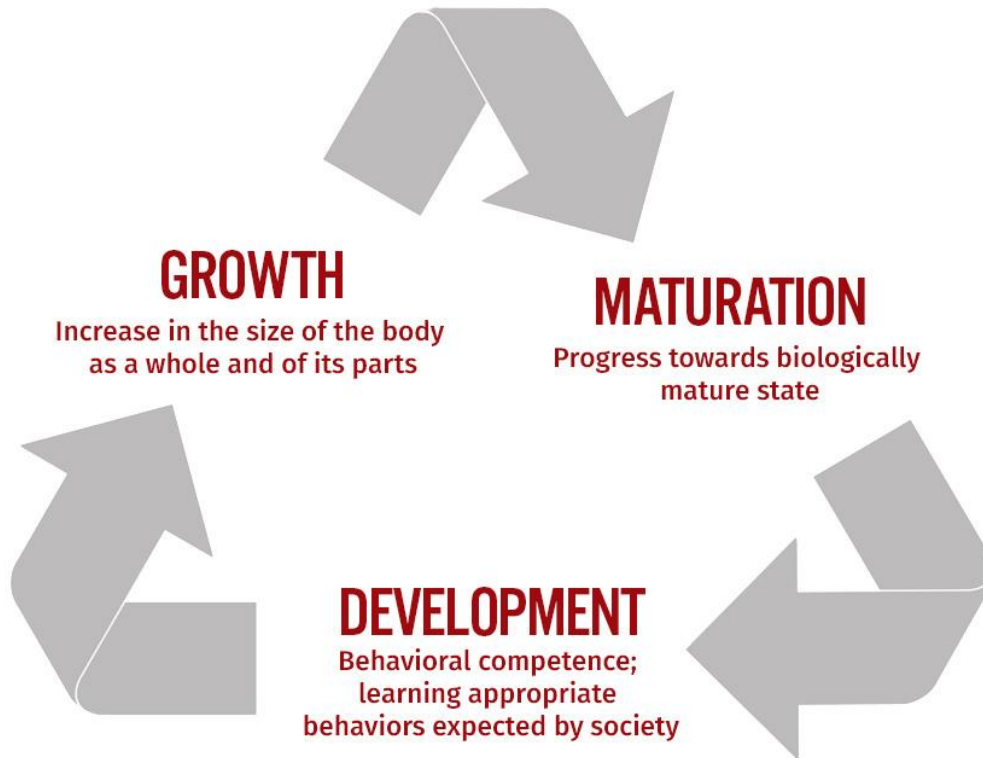 GROWTH
Increase in the size of the body
as a whole and of its parts
MATURATION
Progress towards biologically
mature state
DEVELOPMENT
Behavioral competence;
learning appropriate
behaviors expected by society